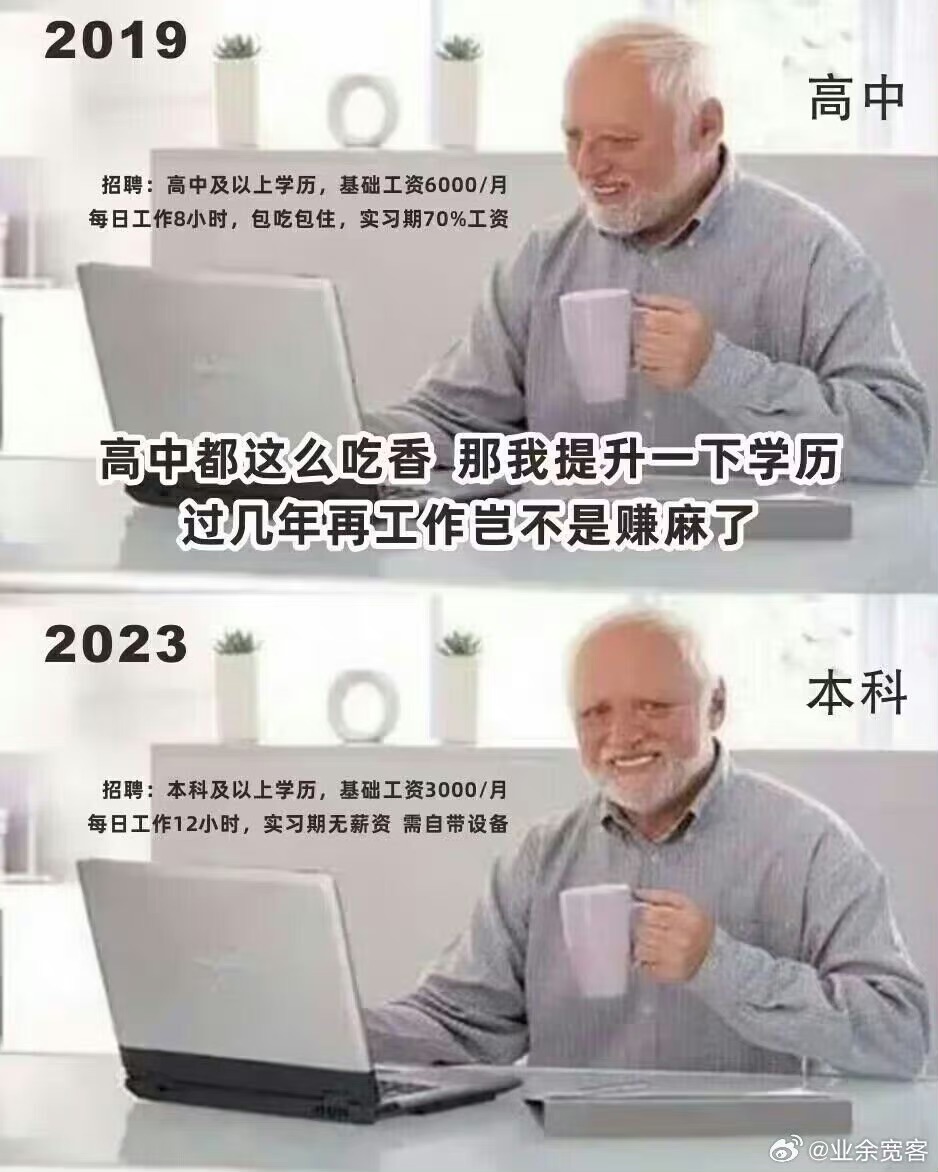 2019
高中
招聘：高中及以上学历，基础工资6000/月
每日工作8小时，包吃包住，实习期70%工资
高中都这么吃香 那我提升一下学历
过几年再工作岂不是赚麻了
2023
本科
招聘：本科及以上学历，基础工资3000/月
每日工作12小时，实习期无薪资 需自带设备
@业余宽客